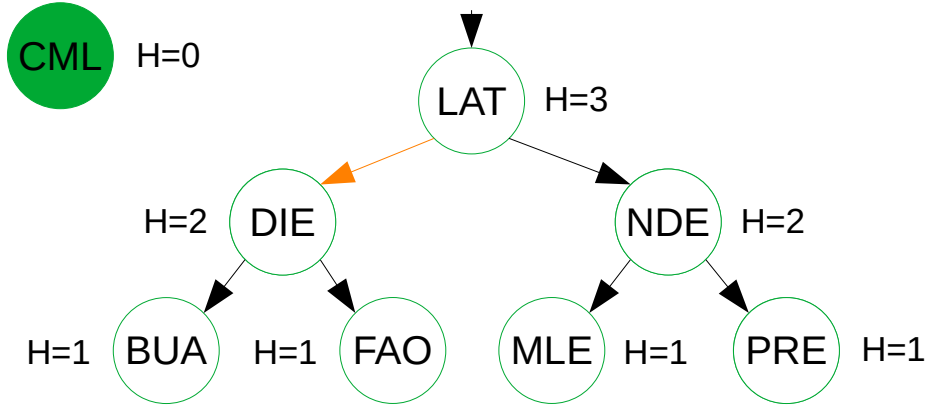 CML H=0
LAT H=3
H=2 DIE
NDE H=2
H=1 BUA
H=1 FAO
MLE H=1
PRE H=1